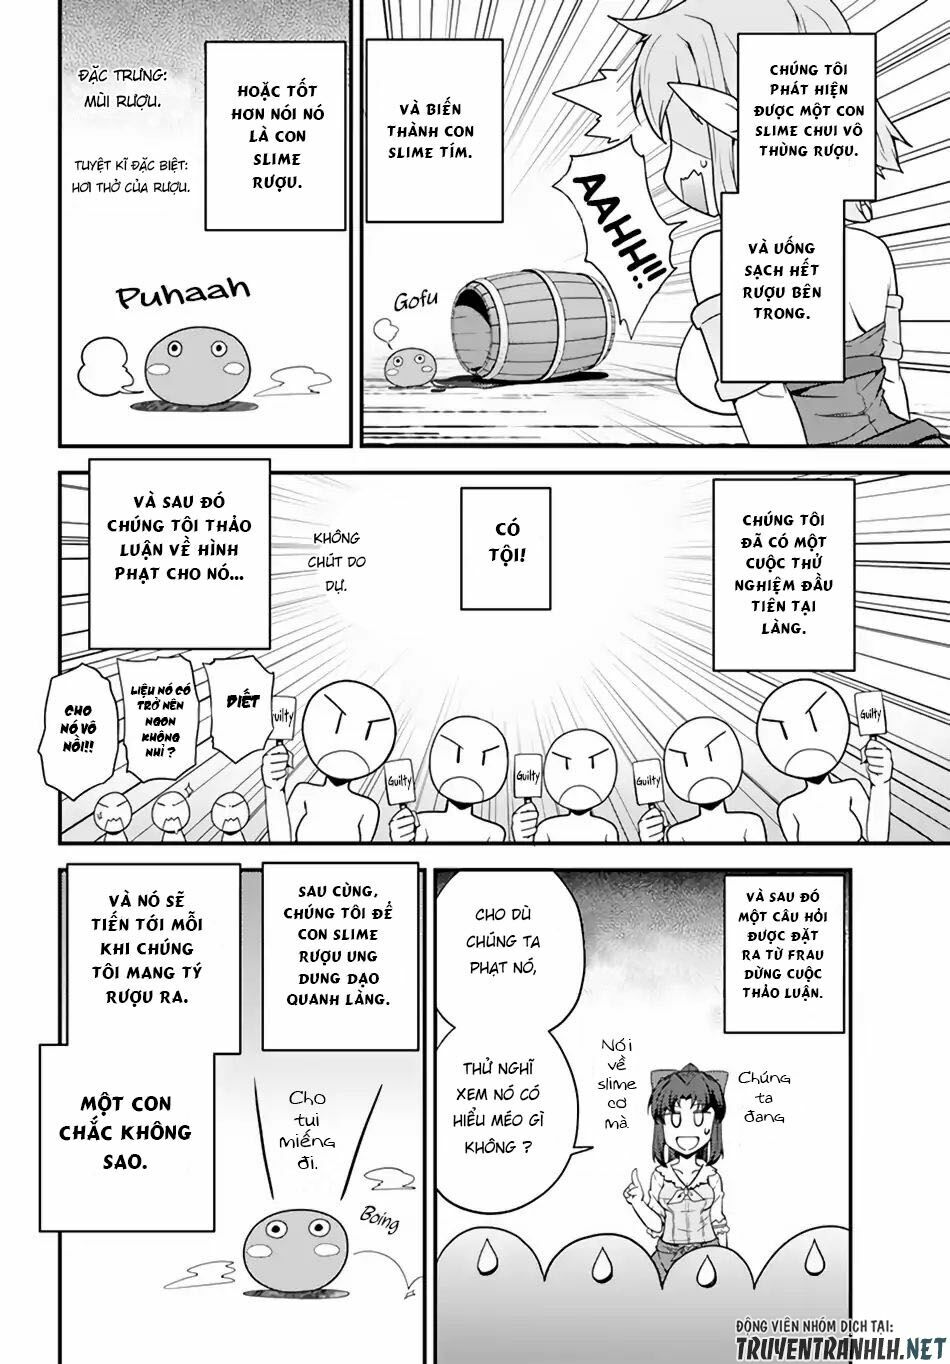 CHÚNG TÔI
PHÁT HIỆN
ĐƯỢC MỘT CON
SLIME CHUI VÔ
THÙNG RƯỢU.
VÀ UỐNG
SẠCH HẾT
RƯỢU BÊN
TRONG.
AAHH!!
VÀ BIẾN
THÀNH CON
SLIME TÍM.
Gofu
HOẶC TỐT
HƠN NÓI NÓ
LÀ CON
SLIME
RƯỢU.
ĐẶC TRƯNG:
MÙI RƯỢU.
TUYỆT KĨ ĐẶC BIỆT:
HƠI THỞ CỦA RƯỢU.
Puhaah
CHÚNG TÔI
ĐÃ CÓ MỘT
CUỘC THỬ
NGHIỆM ĐẦU
TIÊN TẠI
LÀNG.
CÓ
TỘI!
KHÔNG
CHÚT DO
DỰ.
Guilty
Guilty
Guilty
Guilty
Guilty
VÀ SAU ĐÓ
CHÚNG TÔI THẢO
LUẬN VỀ HÌNH
PHẠT CHO NÓ...
DIẾT
LIỆU NÓ CÓ
TRỞ NÊN
NGON
KHÔNG
NHỈ ?
CHO
NÓ VÔ
NỒI!!
VÀ SAU ĐÓ
MỘT CÂU HỎI
ĐƯỢC ĐẶT
RA TỪ FRAU
DỪNG CUỘC
THẢO LUẬN.
CHO DÙ
CHÚNG TA
PHẠT NÓ,
THỬ NGHĨ
XEM NÓ CÓ
HIỂU MÉO GÌ
KHÔNG ?
Chúng
ta
đang
Nói
về
slime
cơ
mà
SAU CÙNG,
CHÚNG TÔI ĐỂ
CON SLIME
RƯỢU UNG
DUNG DẠO
QUANH LÀNG.
VÀ NÓ SẼ
TIẾN TỚI MỖI
KHI CHÚNG
TÔI MANG TÝ
RƯỢU RA.
MỘT CON
CHẮC KHÔNG
SAO.
Cho
tui
miếng
đi.
Boing
ĐỘNG VIÊN NHÓM DỊCH TẠI:
TRUYENTRANHLH.NET